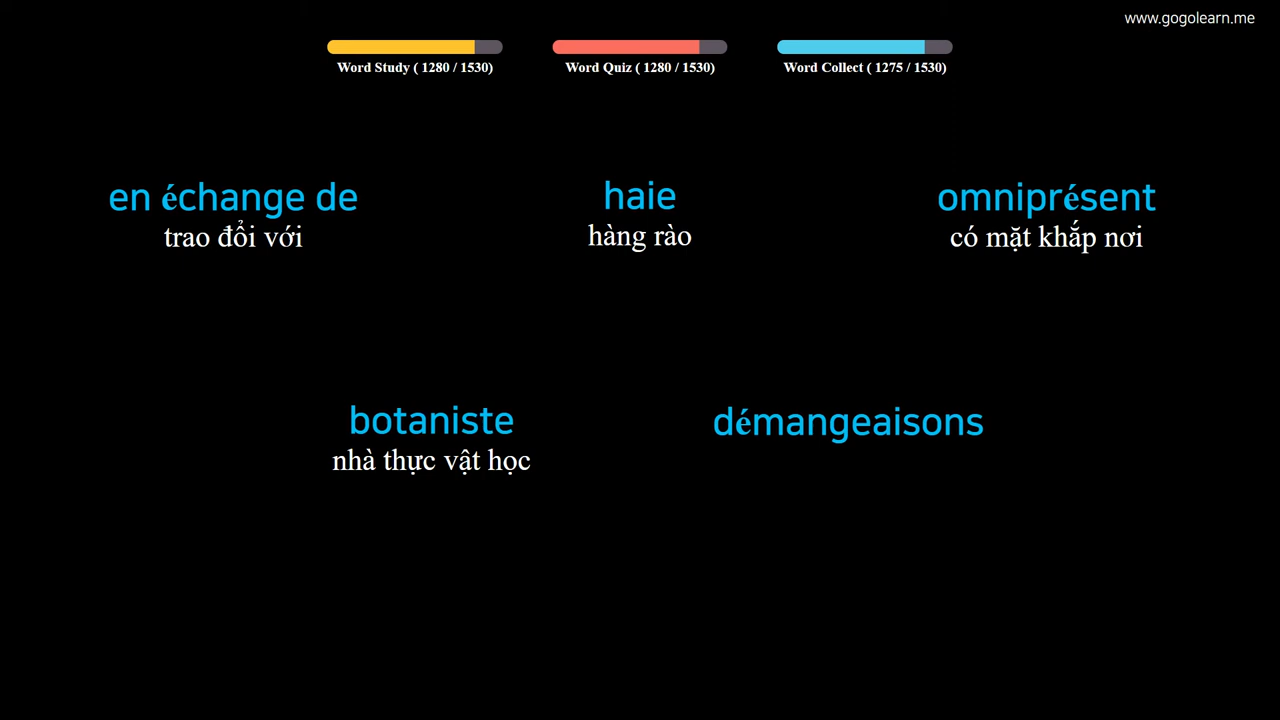 www.gogolearn.me
Word Study ( 1280 / 1530)
Word Quiz ( 1280 / 1530)
Word Collect ( 1275 / 1530)
en échange de
trao đổi với
haie
hàng rào
omniprésent
có mặt khắp nơi
botaniste
nhà thực vật học
démangeaisons